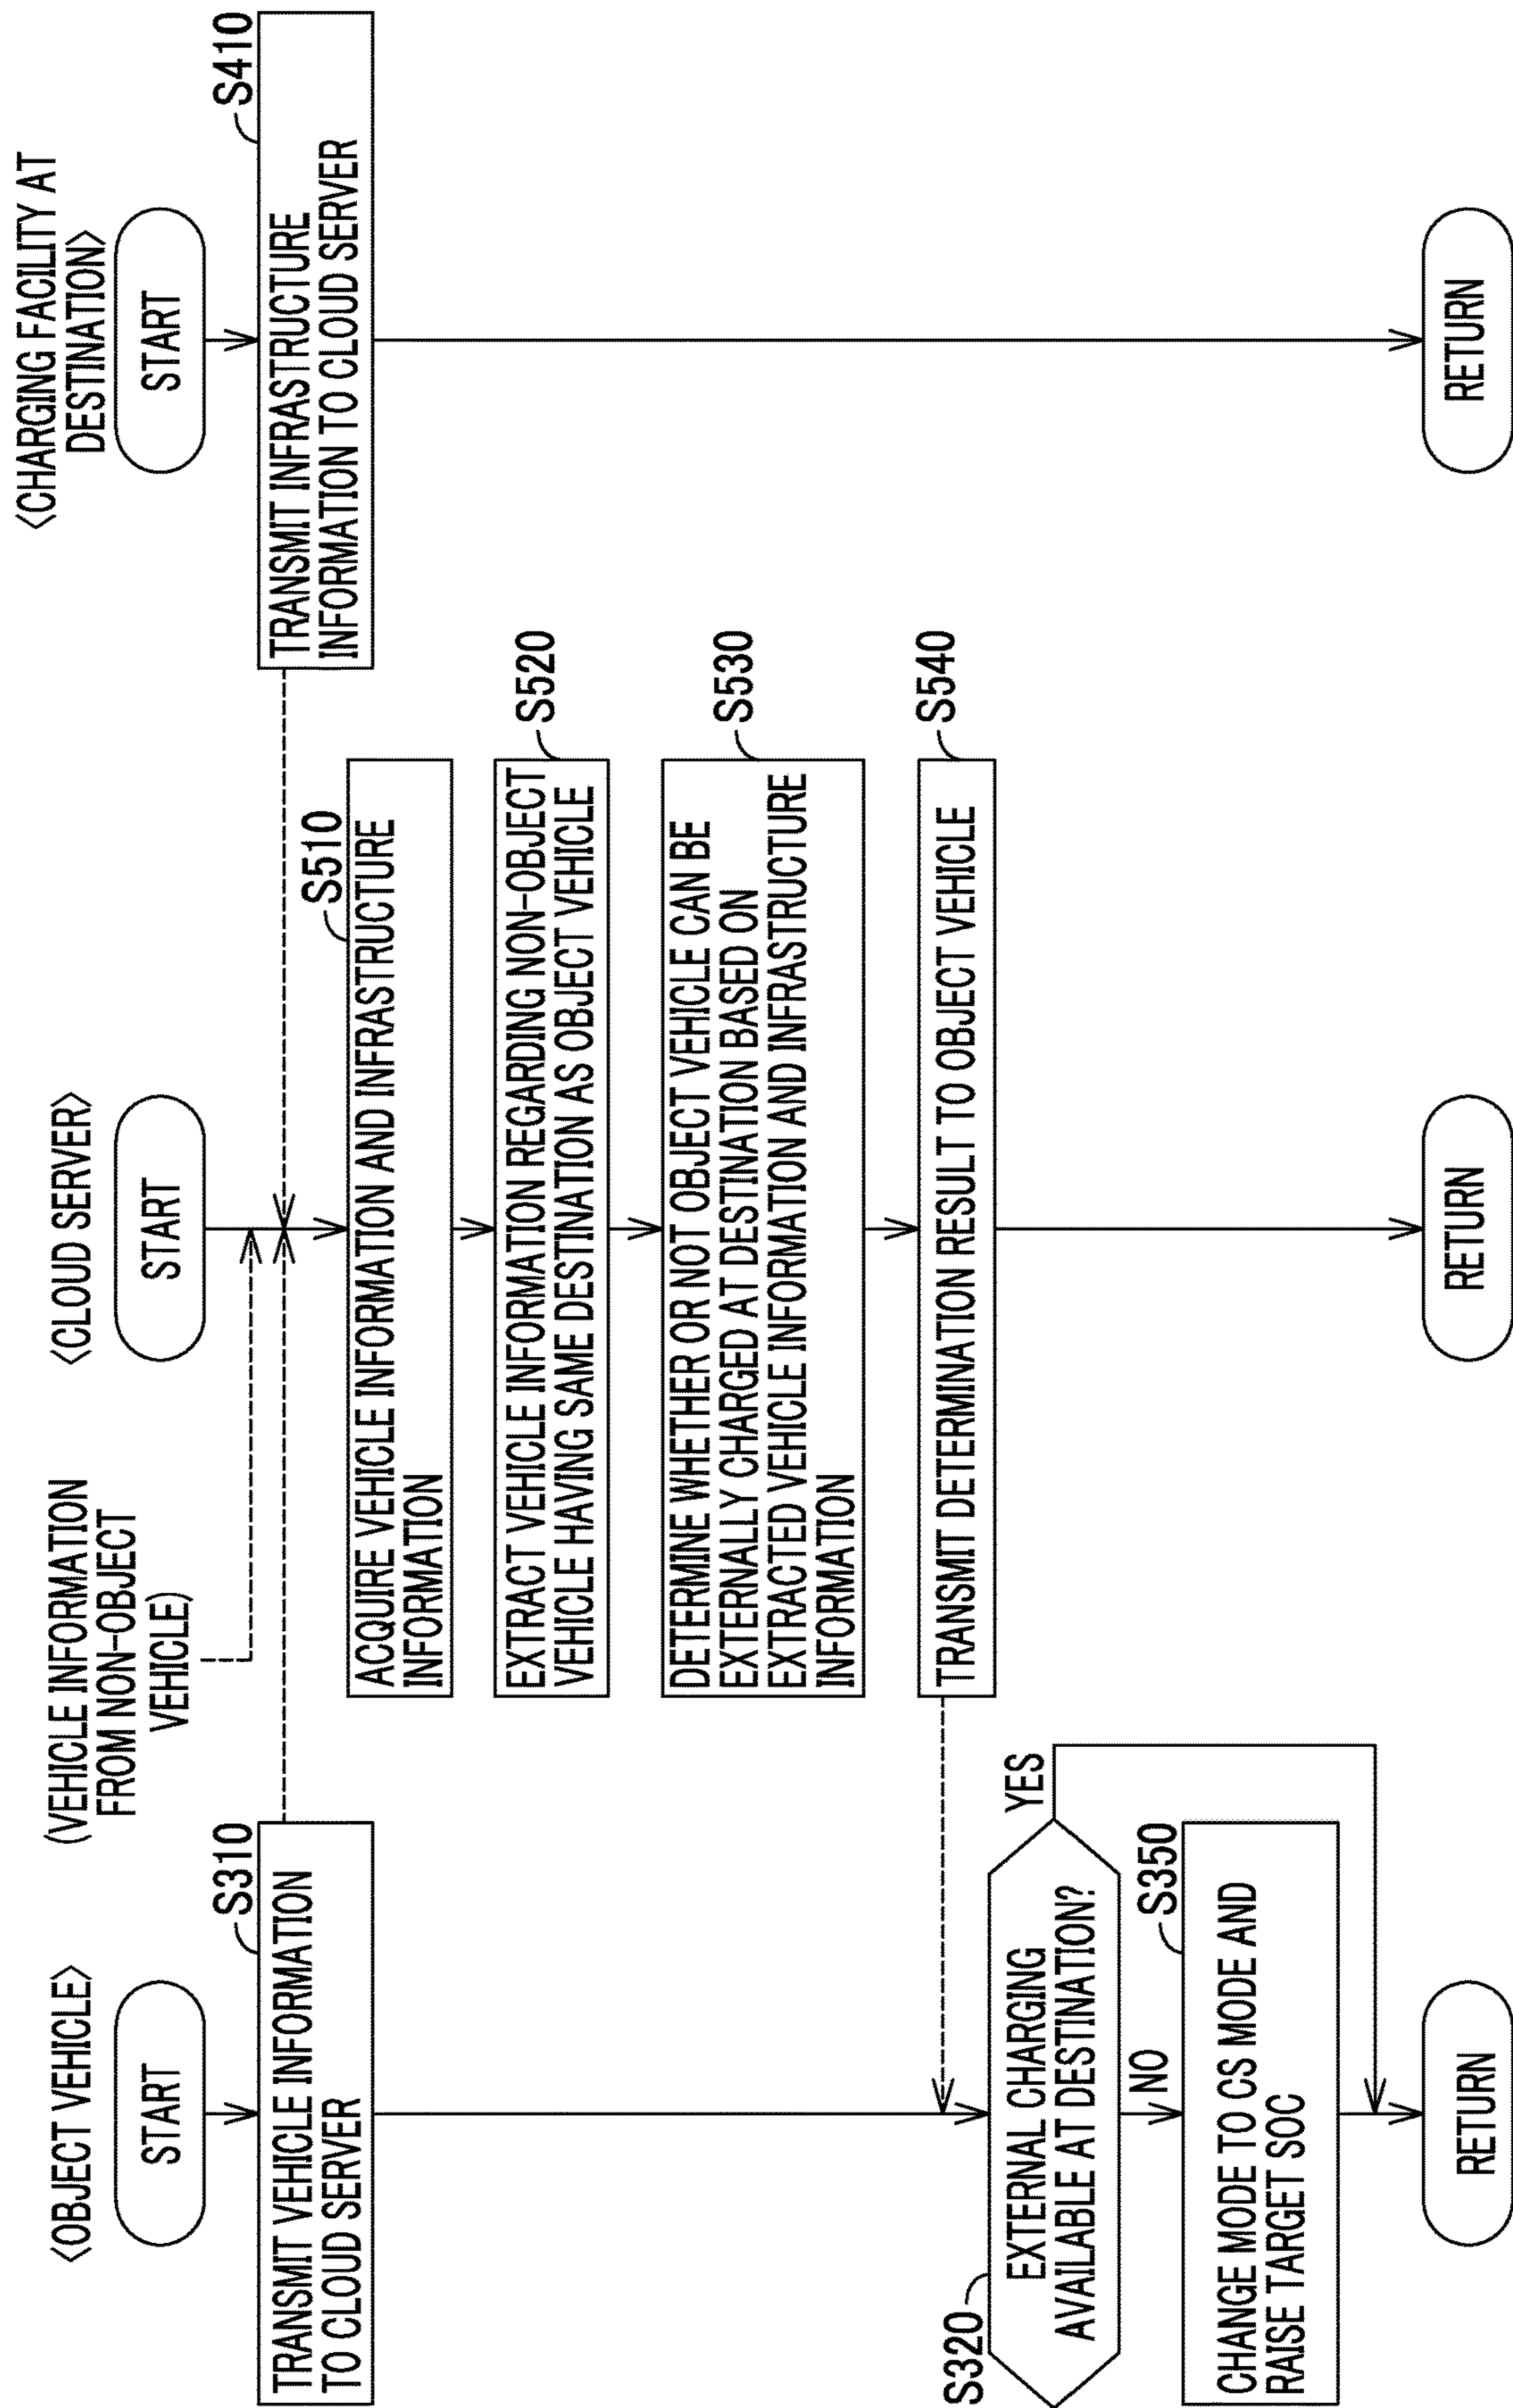 <OBJECT VEHICLE>
START
S310
TRANSMIT VEHICLE INFORMATION
TO CLOUD SERVER
S320
EXTERNAL CHARGING
AVAILABLE AT DESTINATION?
YES
NO
S350
CHANGE MODE TO CS MODE AND
RAISE TARGET SOC
RETURN
(VEHICLE INFORMATION
FROM NON-OBJECT
VEHICLE)
<CLOUD SERVER>
START
S510
ACQUIRE VEHICLE INFORMATION AND INFRASTRUCTURE
INFORMATION
S520
EXTRACT VEHICLE INFORMATION REGARDING NON-OBJECT
VEHICLE HAVING SAME DESTINATION AS OBJECT VEHICLE
S530
DETERMINE WHETHER OR NOT OBJECT VEHICLE CAN BE
EXTERNALLY CHARGED AT DESTINATION BASED ON
EXTRACTED VEHICLE INFORMATION AND INFRASTRUCTURE
INFORMATION
S540
TRANSMIT DETERMINATION RESULT TO OBJECT VEHICLE
RETURN
<CHARGING FACILITY AT
DESTINATION>
START
S410
TRANSMIT INFRASTRUCTURE
INFORMATION TO CLOUD SERVER
RETURN